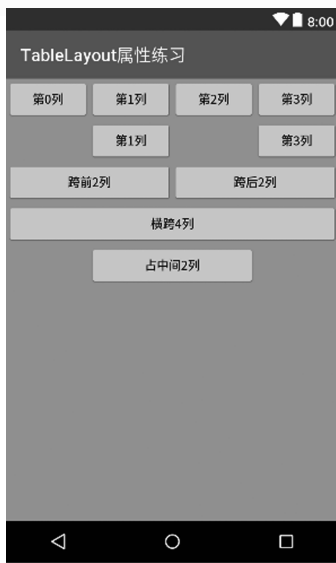 8:00
TableLayout属性练习
第0列 第1列 第2列 第3列
第1列 第3列
跨前2列 跨后2列
横跨4列
占中间2列